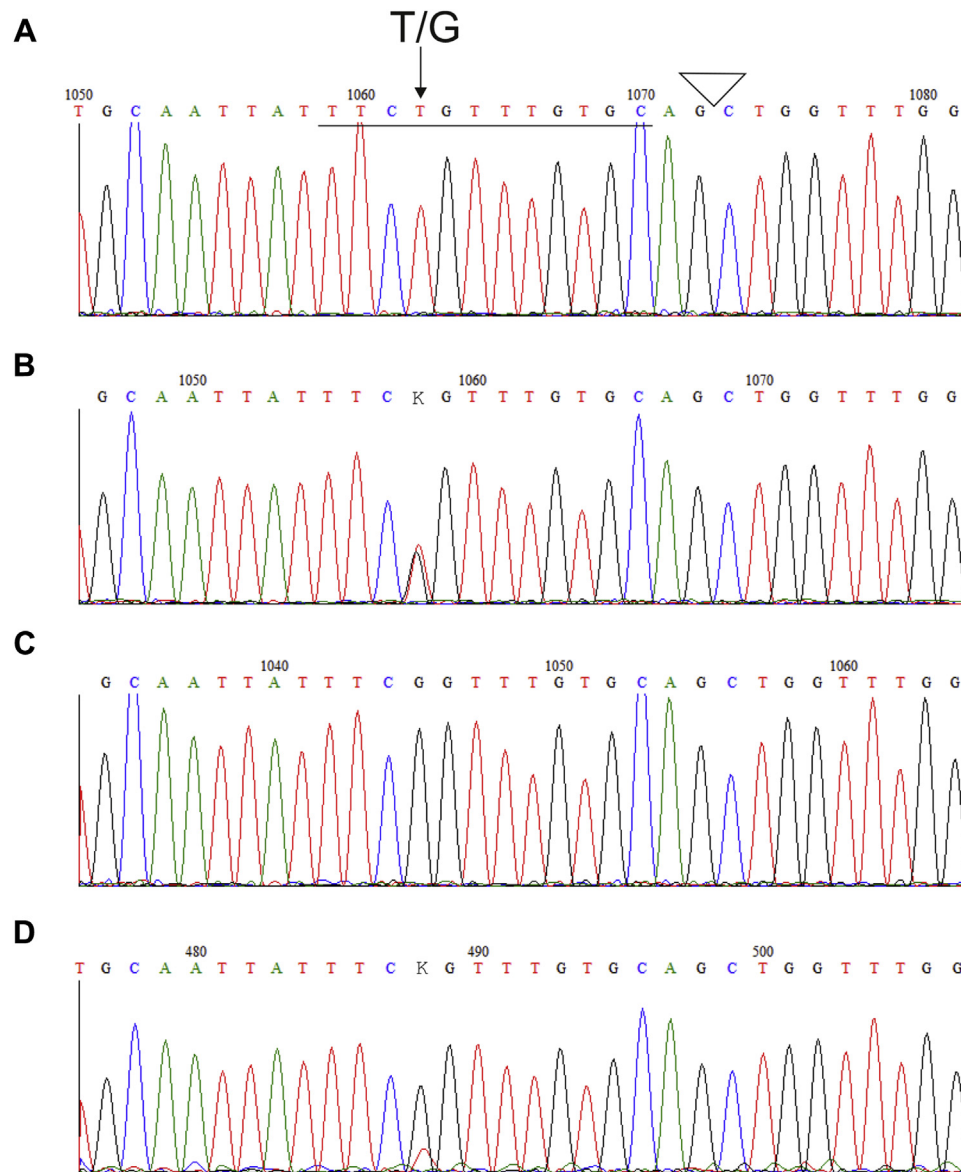 T/G
A
1050 1060 1070 1080
T G C A A T T A T T T C T G T T T G T G C A G C T G G T T T G G
B
1050 1060 1070
G C A A T T A T T T C K G T T T G T G C A G C T G G T T T G G
C
1040 1050 1060
G C A A T T A T T T C G G T T T G T G C A G C T G G T T T G G
D
480 490 500
T G C A A T T A T T T C K G T T T G T G C A G C T G G T T T G G